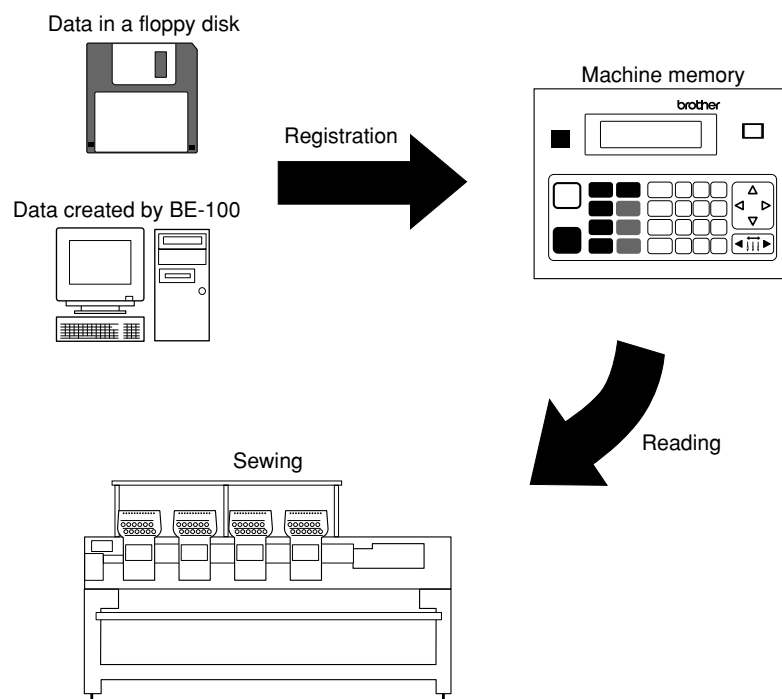 Data in a floppy disk
Machine memory
brother
Registration
Data created by BE-100
Reading
Sewing